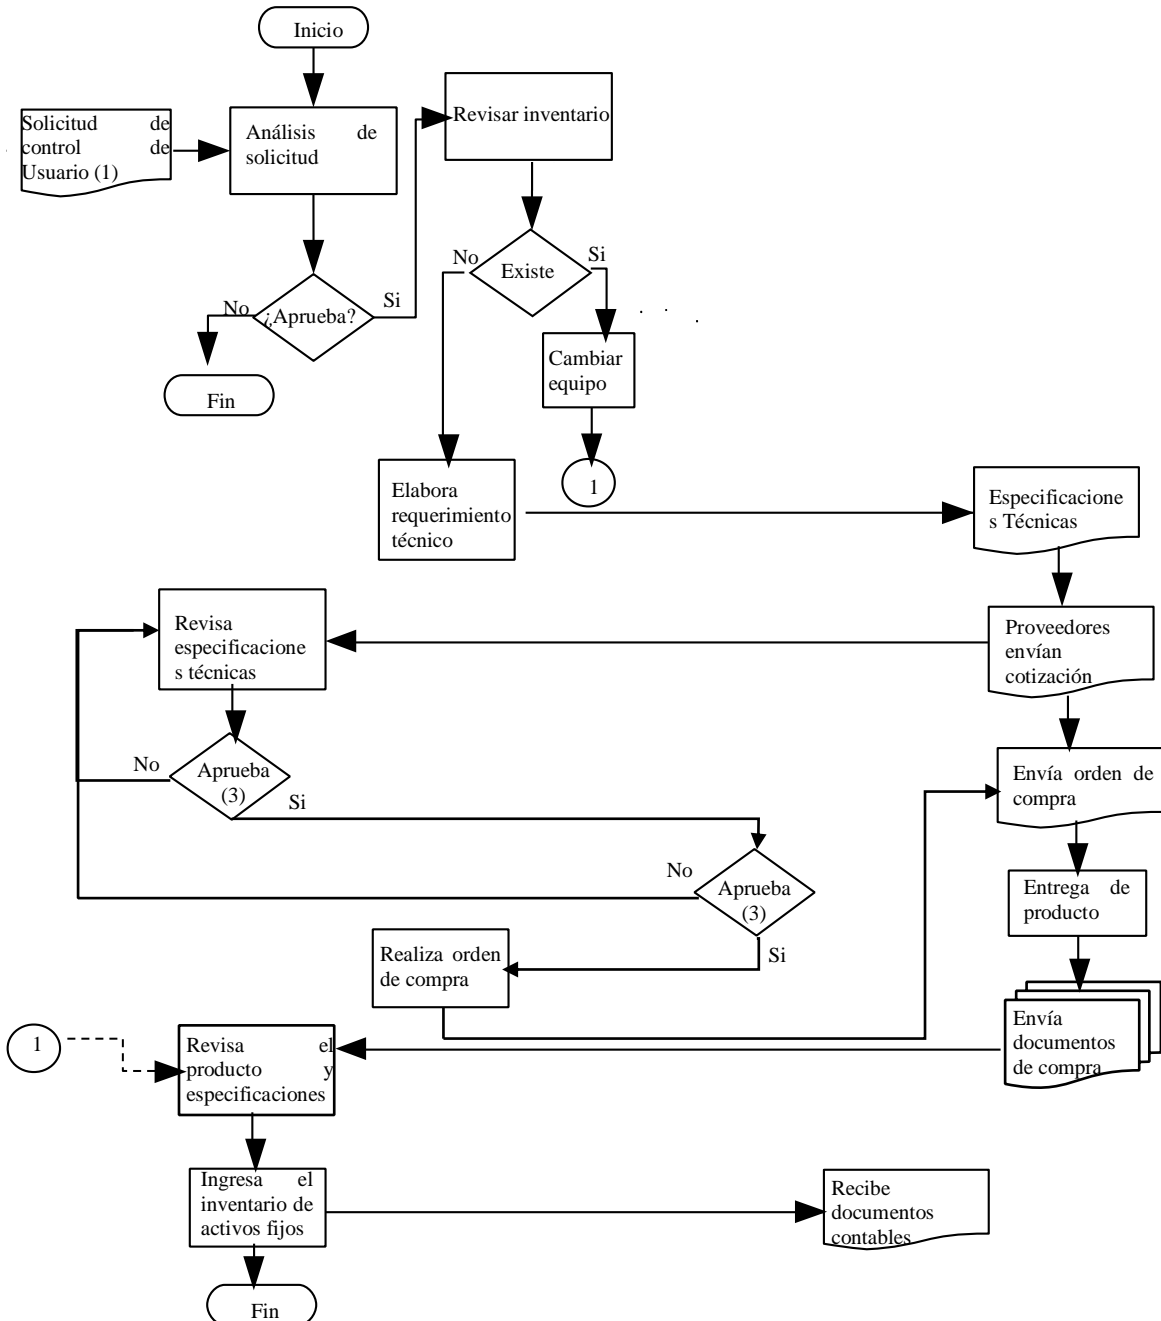 Inicio
Revisar inventario
Solicitud de
control de
Usuario (1)
Análisis de
solicitud
No
Existe
Si
No
¿Aprueba?
Si
Cambiar
equipo
Fin
1
Elabora
requerimiento
técnico
Especificacione
s Técnicas
Revisa
especificacione
s técnicas
Proveedores
envían
cotización
No
Aprueba
(3)
Si
Envía orden de
compra
No
Aprueba
(3)
Si
Entrega de
producto
Realiza orden
de compra
Envía
documentos
de compra
1
Revisa el
producto y
especificaciones
Ingresa el
inventario de
activos fijos
Recibe
documentos
contables
Fin